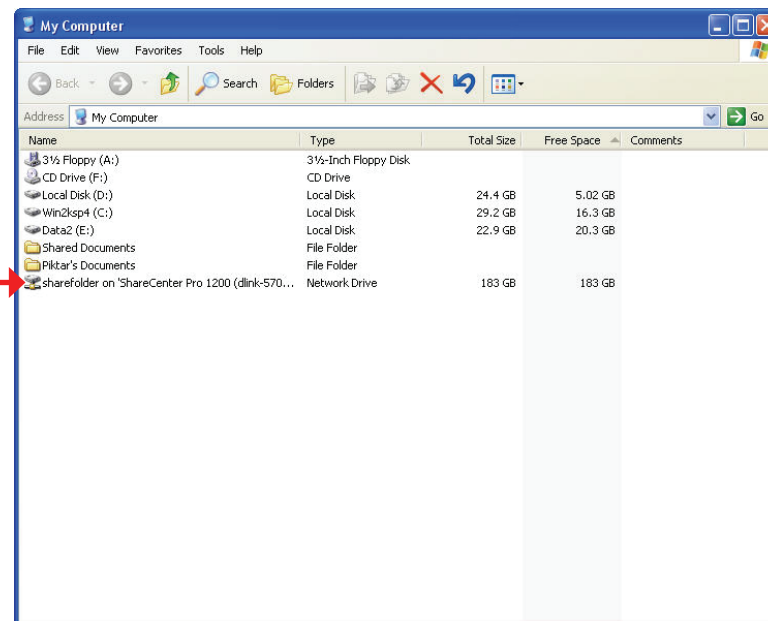 My Computer
File Edit View Favorites Tools Help
Back Search Folders
Address My Computer Go
Name Type Total Size Free Space Comments
3½ Floppy (A:) 3½-Inch Floppy Disk
CD Drive (F:) CD Drive
Local Disk (D:) Local Disk 24.4 GB 5.02 GB
Win2ksp4 (C:) Local Disk 29.2 GB 16.3 GB
Data2 (E:) Local Disk 22.9 GB 20.3 GB
Shared Documents File Folder
Piktar's Documents File Folder
sharefolder on 'ShareCenter Pro 1200 (dlink-570... Network Drive 183 GB 183 GB